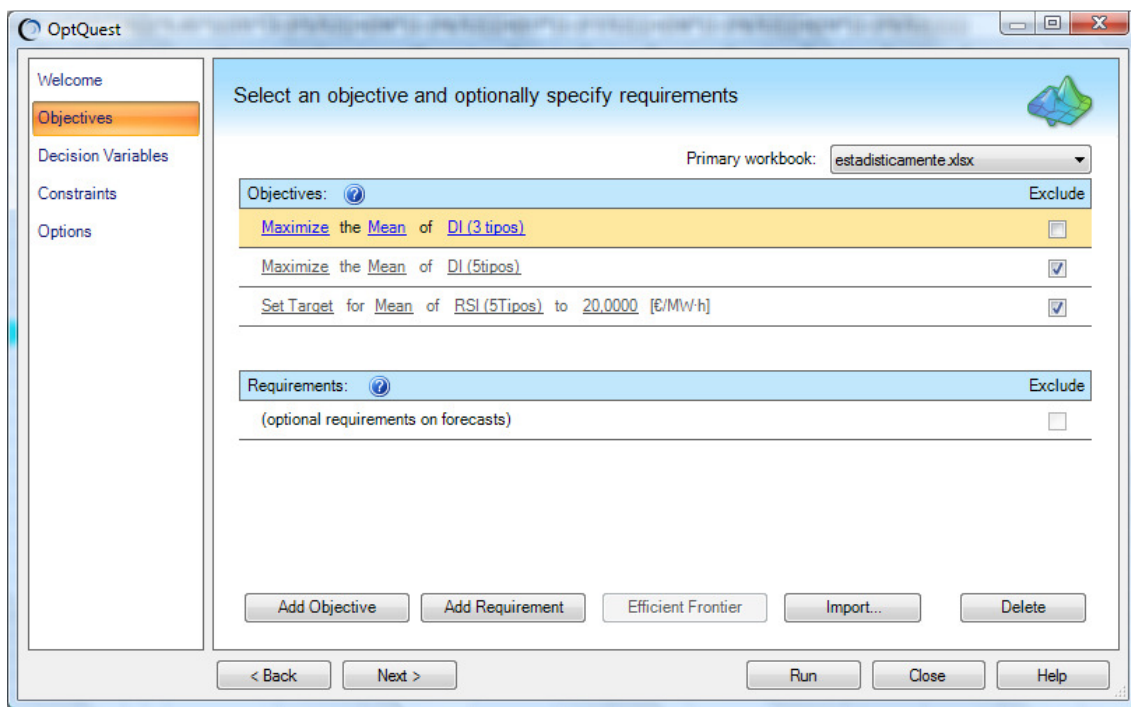 OptQuest
Welcome
Objectives
Decision Variables
Constraints
Options
Select an objective and optionally specify requirements
Primary workbook: estadisticamente.xlsx
Objectives: ? Exclude
Maximize the Mean of DI (3 tipos)
Maximize the Mean of DI (5tipos)
Set Target for Mean of RSI (5Tipos) to 20,0000 [€/MW·h]
Requirements: ? Exclude
(optional requirements on forecasts)
Add Objective Add Requirement Efficient Frontier Import... Delete
< Back Next > Run Close Help